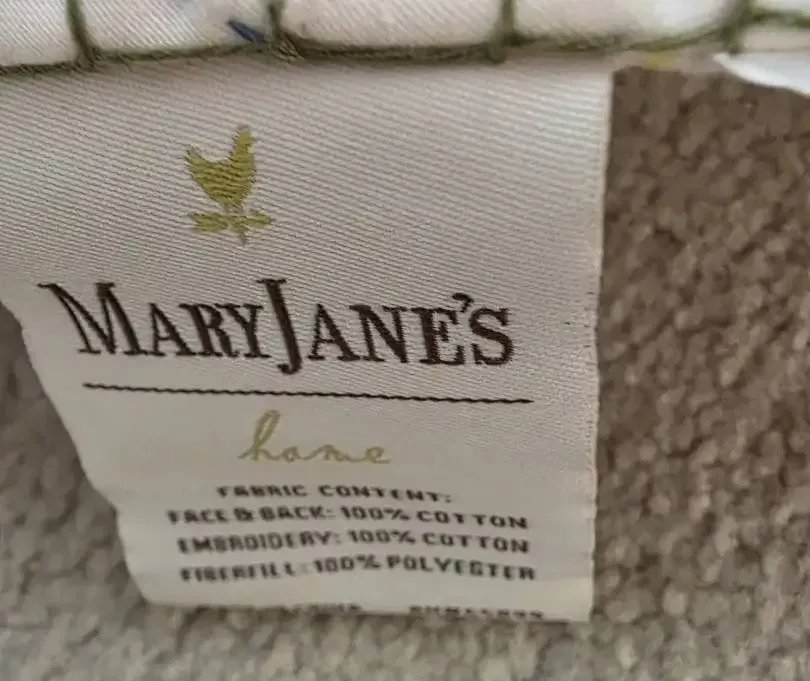 MARYJANE'S
home
FABRIC CONTENT:
FACE & BACK: 100% COTTON
EMBROIDERY: 100% COTTON
FIBERFILL: 100% POLYESTER